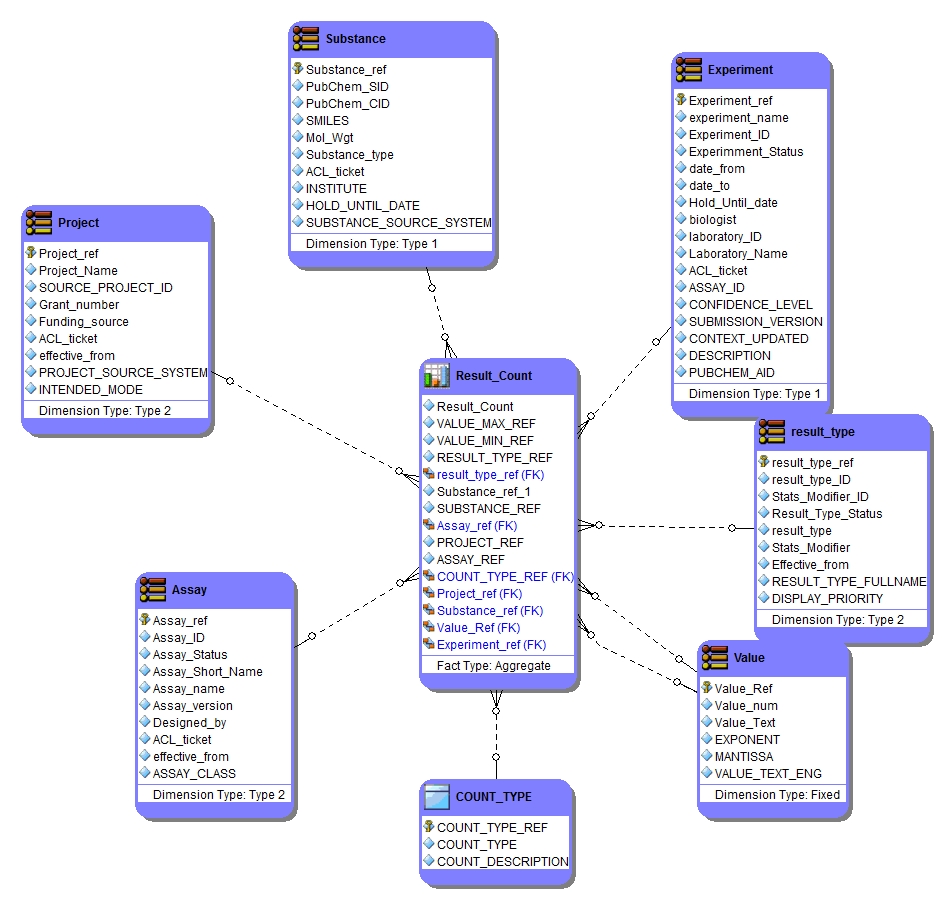 Substance
Substance_ref
PubChem_SID
PubChem_CID
SMILES
Mol_Wgt
Substance_type
ACL_ticket
INSTITUTE
HOLD_UNTIL_DATE
SUBSTANCE_SOURCE_SYSTEM
Dimension Type: Type 1
Experiment
Experiment_ref
experiment_name
Experiment_ID
Experimment_Status
date_from
date_to
Hold_Until_date
biologist
laboratory_ID
Laboratory_Name
ACL_ticket
ASSAY_ID
CONFIDENCE_LEVEL
SUBMISSION_VERSION
CONTEXT_UPDATED
DESCRIPTION
PUBCHEM_AID
Dimension Type: Type 1
Project
Project_ref
Project_Name
SOURCE_PROJECT_ID
Grant_number
Funding_source
ACL_ticket
effective_from
PROJECT_SOURCE_SYSTEM
INTENDED_MODE
Dimension Type: Type 2
Result_Count
Result_Count
VALUE_MAX_REF
VALUE_MIN_REF
RESULT_TYPE_REF
result_type_ref (FK)
Substance_ref_1
SUBSTANCE_REF
Assay_ref (FK)
PROJECT_REF
ASSAY_REF
COUNT_TYPE_REF (FK)
Project_ref (FK)
Substance_ref (FK)
Value_Ref (FK)
Experiment_ref (FK)
Fact Type: Aggregate
result_type
result_type_ref
result_type_ID
Stats_Modifier_ID
Result_Type_Status
result_type
Stats_Modifier
Effective_from
RESULT_TYPE_FULLNAME
DISPLAY_PRIORITY
Dimension Type: Type 2
Assay
Assay_ref
Assay_ID
Assay_Status
Assay_Short_Name
Assay_name
Assay_version
Designed_by
ACL_ticket
effective_from
ASSAY_CLASS
Dimension Type: Type 2
Value
Value_Ref
Value_num
Value_Text
EXPONENT
MANTISSA
VALUE_TEXT_ENG
Dimension Type: Fixed
COUNT_TYPE
COUNT_TYPE_REF
COUNT_TYPE
COUNT_DESCRIPTION